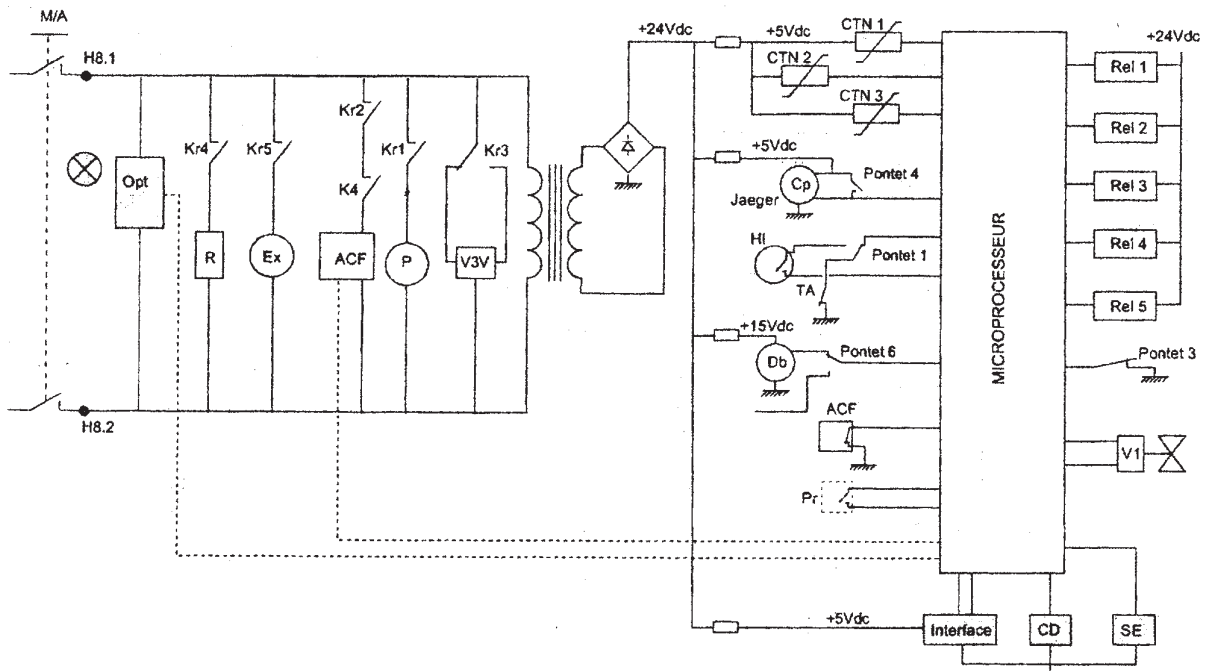 M/A
H8.1
+24Vdc
+5Vdc
CTN 1
CTN 2
CTN 3
+24Vdc
Rel 1
Rel 2
Rel 3
Rel 4
Rel 5
Kr2
Kr4
Kr5
Kr1
Kr3
K4
Opt
R
Ex
ACF
P
V3V
+5Vdc
Cp
Pontet 4
Jaeger
HI
Pontet 1
TA
+15Vdc
Db
Pontet 6
MICROPROCESSEUR
Pontet 3
ACF
V1
Pr
H8.2
+5Vdc
Interface
CD
SE